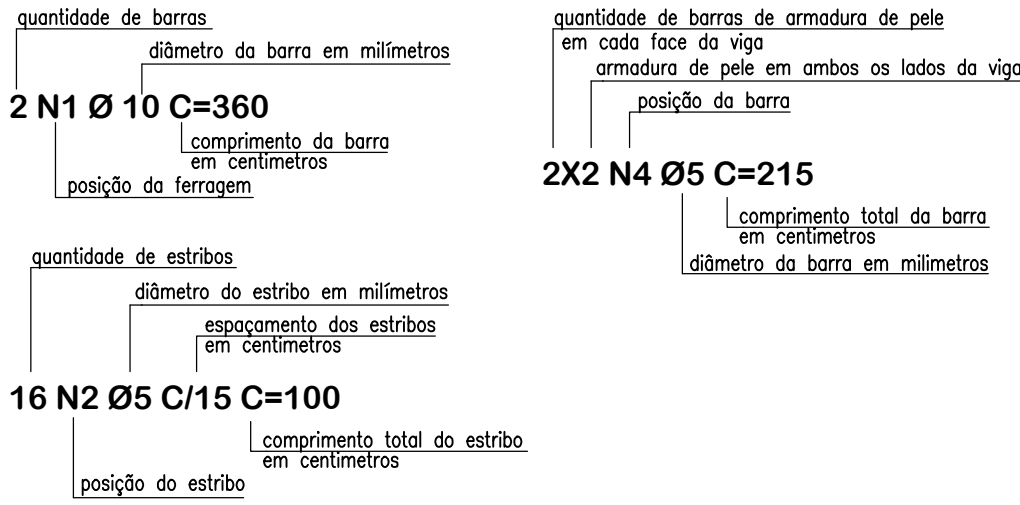 quantidade de barras
diâmetro da barra em milímetros
2 N1 Ø 10 C=360
comprimento da barra
em centimetros
posição da ferragem
quantidade de barras de armadura de pele
em cada face da viga
armadura de pele em ambos os lados da viga
posição da barra
2X2 N4 Ø5 C=215
comprimento total da barra
em centimetros
diâmetro da barra em milimetros
quantidade de estribos
diâmetro do estribo em milímetros
espaçamento dos estribos
em centimetros
16 N2 Ø5 C/15 C=100
comprimento total do estribo
em centimetros
posição do estribo